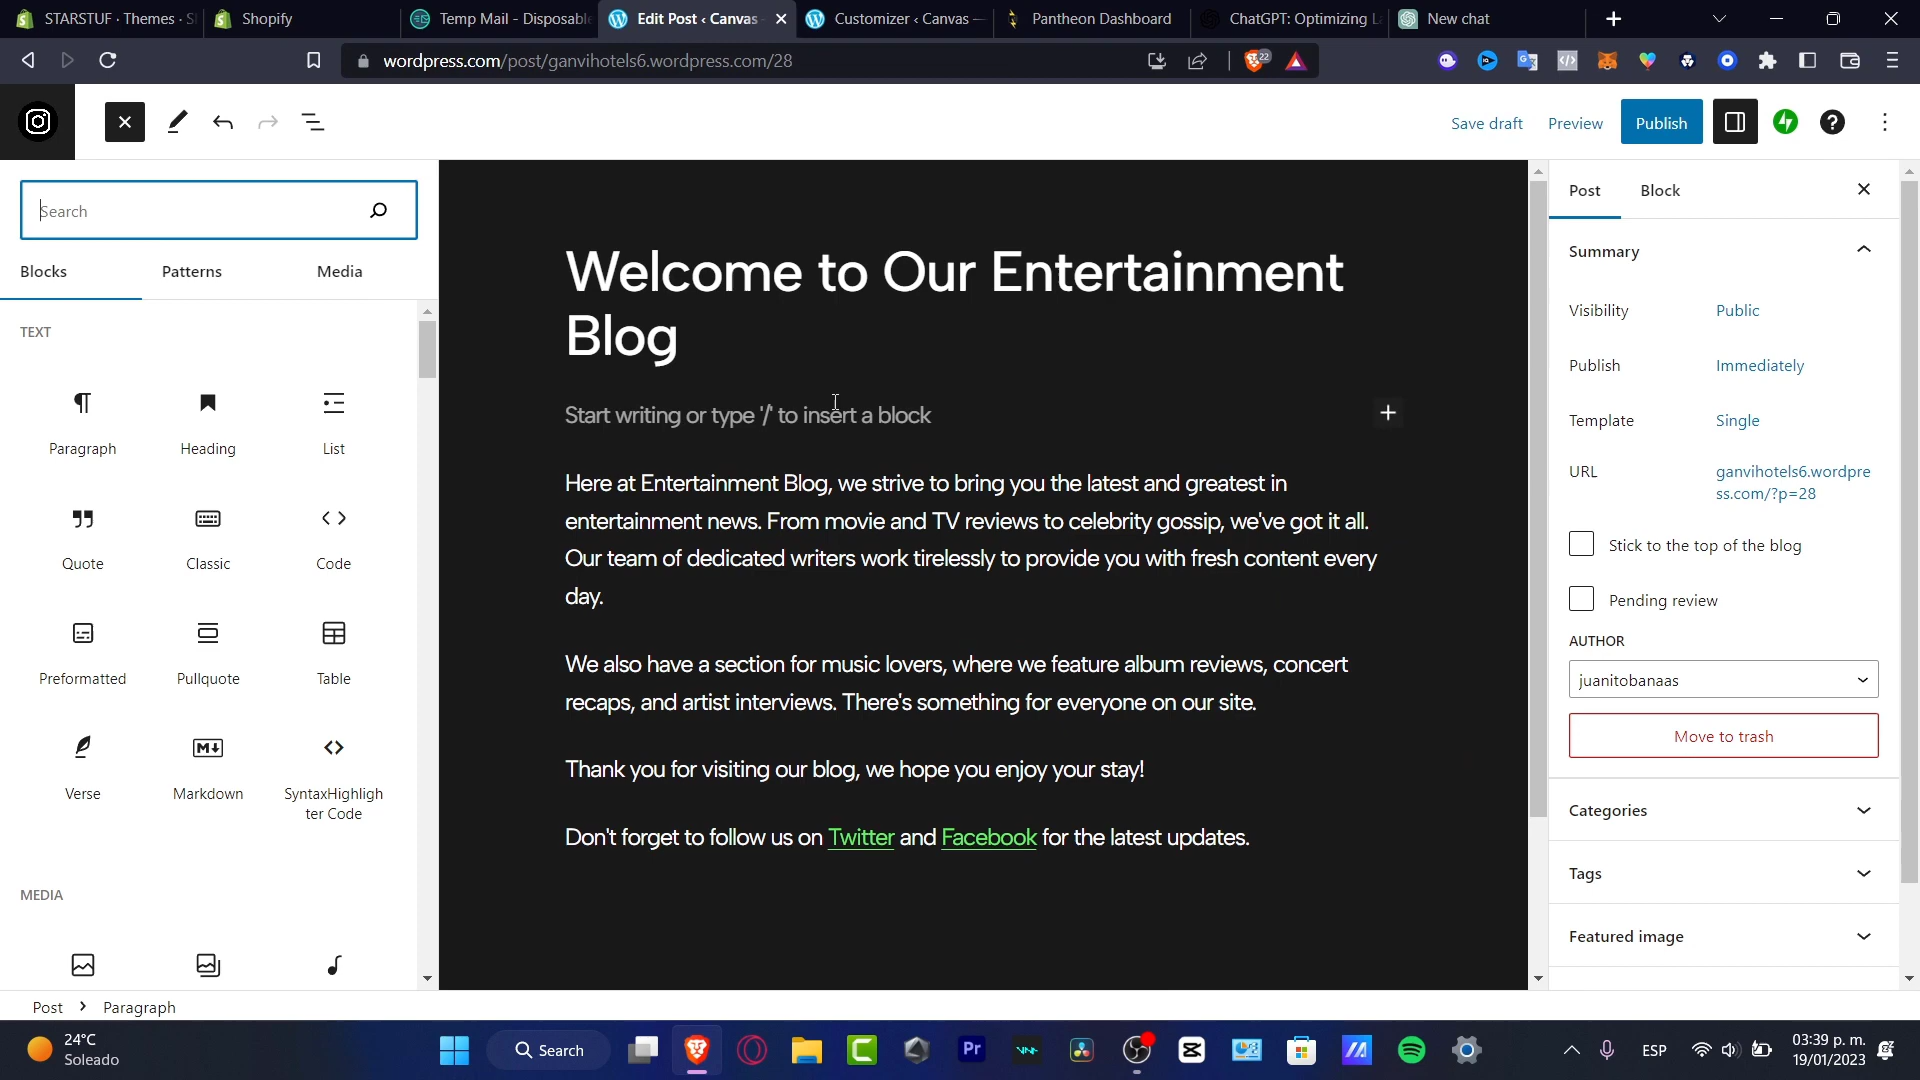 STARSTUF · Themes · S
Shopify
Temp Mail - Disposable
Edit Post ‹ Canvas
Customizer ‹ Canvas —
Pantheon Dashboard
ChatGPT: Optimizing L
New chat
wordpress.com/post/ganvihotels6.wordpress.com/28
22
Save draft
Preview
Publish
Search
Blocks
Patterns
Media
TEXT
Paragraph
Heading
List
Quote
Classic
Code
Preformatted
Pullquote
Table
Verse
Markdown
SyntaxHighligh
ter Code
MEDIA
Welcome to Our Entertainment
Blog
Start writing or type '/' to insert a block
Here at Entertainment Blog, we strive to bring you the latest and greatest in
entertainment news. From movie and TV reviews to celebrity gossip, we've got it all.
Our team of dedicated writers work tirelessly to provide you with fresh content every
day.
We also have a section for music lovers, where we feature album reviews, concert
recaps, and artist interviews. There's something for everyone on our site.
Thank you for visiting our blog, we hope you enjoy your stay!
Don't forget to follow us on Twitter and Facebook for the latest updates.
Post
Block
Summary
Visibility
Public
Publish
Immediately
Template
Single
URL
ganvihotels6.wordpre
ss.com/?p=28
Stick to the top of the blog
Pending review
AUTHOR
juanitobanaas
Move to trash
Categories
Tags
Featured image
Post › Paragraph
24°C
Soleado
Search
Pr
ESP
03:39 p. m.
19/01/2023